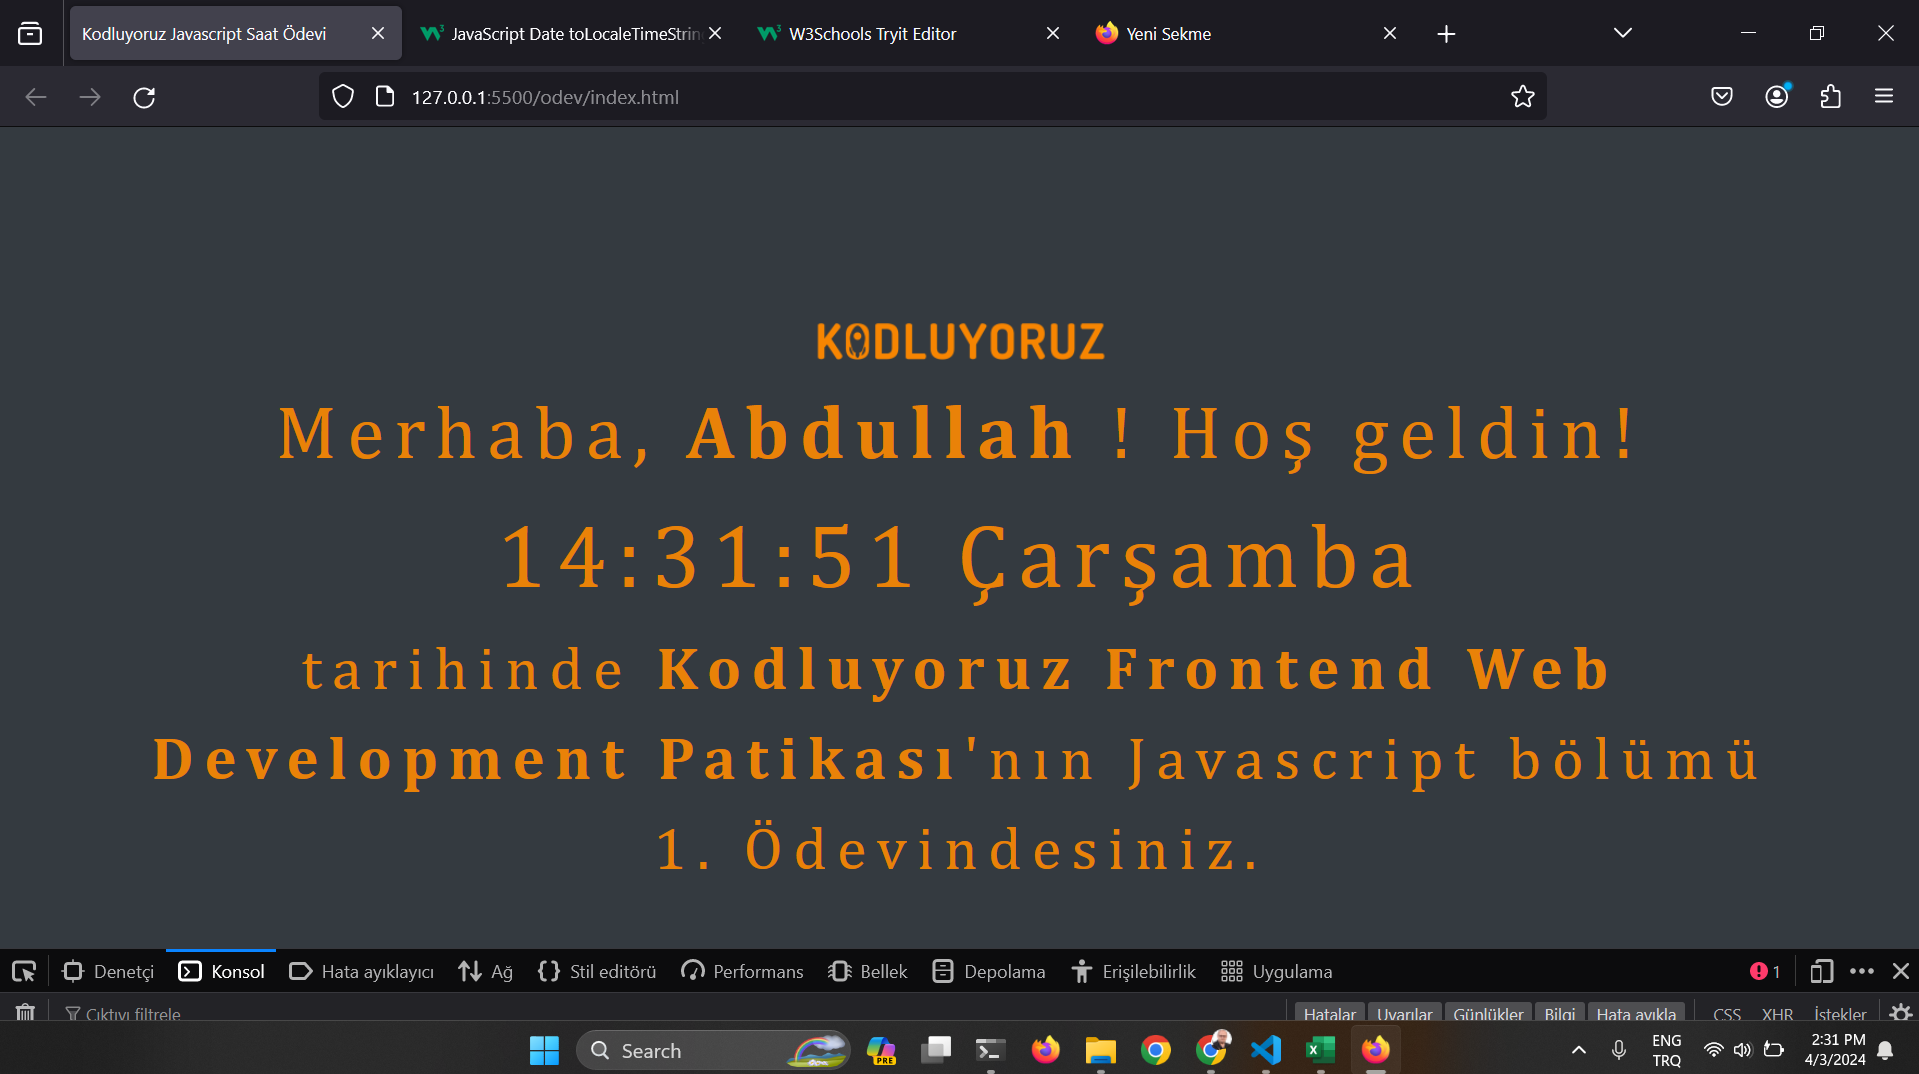 Kodluyoruz Javascript Saat Ödevi
JavaScript Date toLocaleTimeString
W3Schools Tryit Editor
Yeni Sekme
127.0.0.1:5500/odev/index.html
KODLUYORUZ
Merhaba, Abdullah ! Hoş geldin!
14:31:51 Çarşamba
tarihinde Kodluyoruz Frontend Web
Development Patikası'nın Javascript bölümü
1. Ödevindesiniz.
Denetçi Konsol Hata ayıklayıcı Ağ Stil editörü Performans Bellek Depolama Erişilebilirlik Uygulama 1
Çıktıyı filtrele Hatalar Uyarılar Günlükler Bilgi Hata ayıkla CSS XHR İstekler
Search
PRE
ENG
TRQ
2:31 PM
4/3/2024